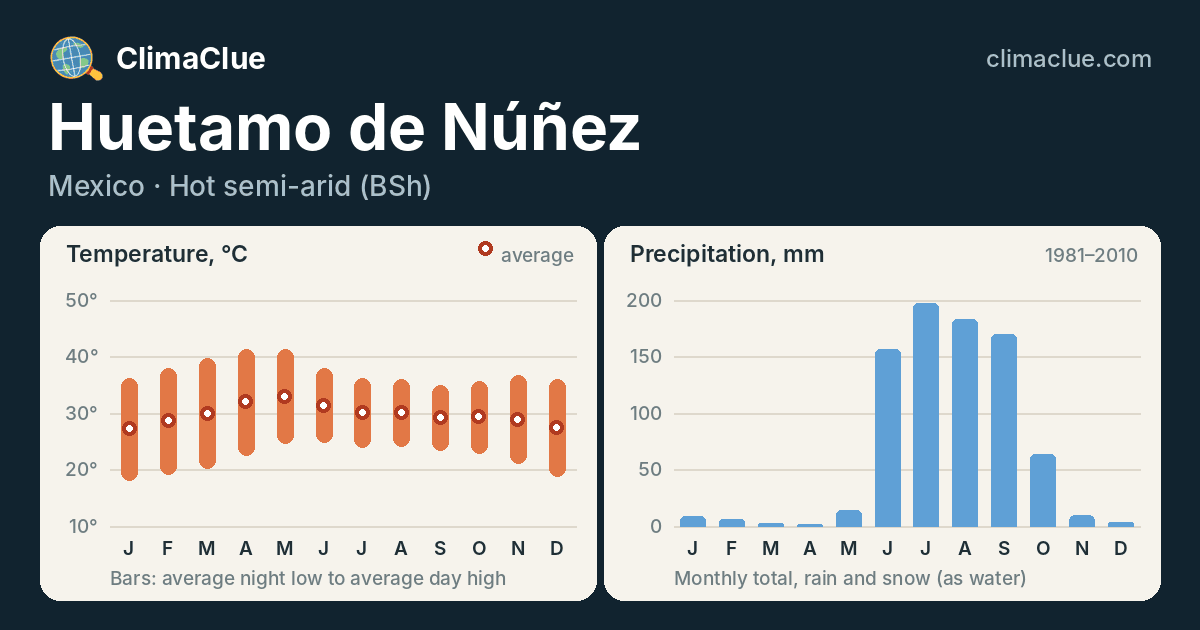 ClimaClue
climaclue.com
Huetamo de Núñez
Mexico · Hot semi-arid (BSh)
Temperature, °C
average
50°
40°
30°
20°
10°
J F M A M J J A S O N D
Bars: average night low to average day high
Precipitation, mm
1981–2010
200
150
100
50
0
J F M A M J J A S O N D
Monthly total, rain and snow (as water)